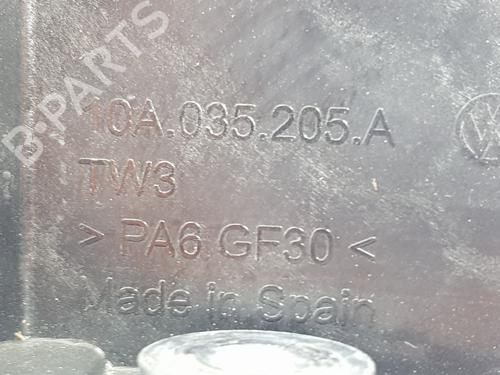 B-PARTS
10A.035.205.A
TW3
> PA6 GF30 <
Made in Spain